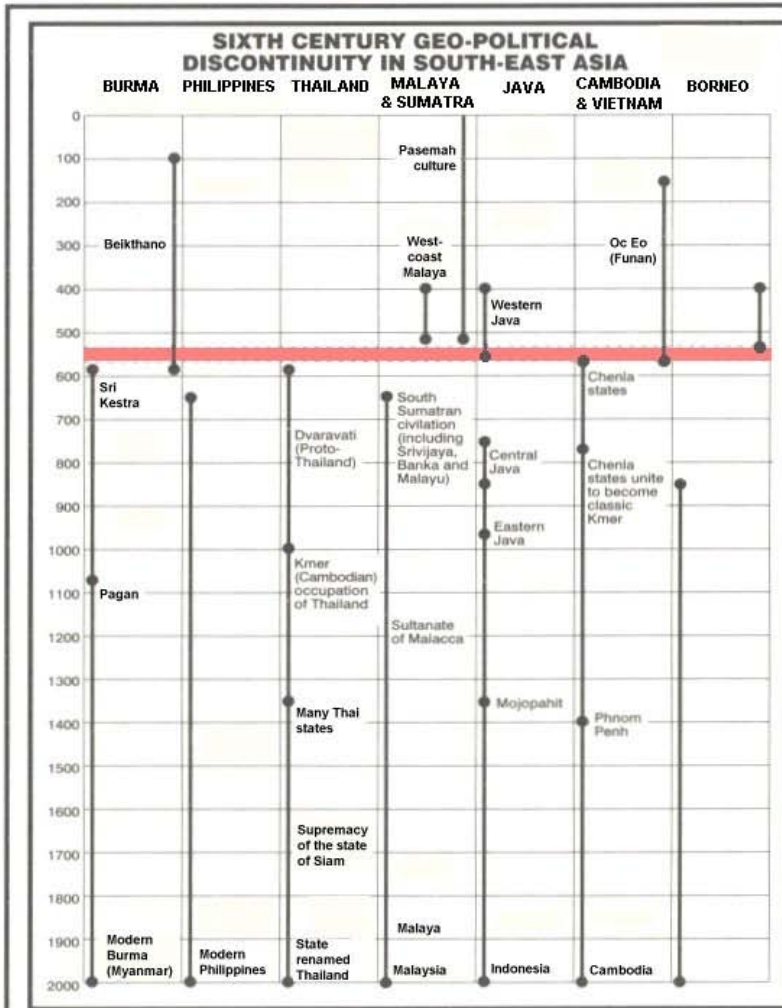 SIXTH CENTURY GEO-POLITICAL
DISCONTINUITY IN SOUTH-EAST ASIA
BURMA
PHILIPPINES
THAILAND
MALAYA
& SUMATRA
JAVA
CAMBODIA
& VIETNAM
BORNEO
0
100
200
300
400
500
600
700
800
900
1000
1100
1200
1300
1400
1500
1600
1700
1800
1900
2000
Beikthano
Sri
Kestra
Pagan
Modern
Burma
(Myanmar)
Modern
Philippines
Dvaravati
(Proto-
Thailand)
Kmer
(Cambodian)
occupation
of Thailand
Many Thai
states
Supremacy
of the state
of Siam
State
renamed
Thailand
Pasemah
culture
West-
coast
Malaya
South
Sumatran
civilation
(including
Srivijaya,
Banka and
Malayu)
Sultanate
of Malacca
Malaya
Malaysia
Western
Java
Central
Java
Eastern
Java
Mojopahit
Indonesia
Oc Eo
(Funan)
Chenla
states
Chenla
states unite
to become
classic
Kmer
Phnom
Penh
Cambodia